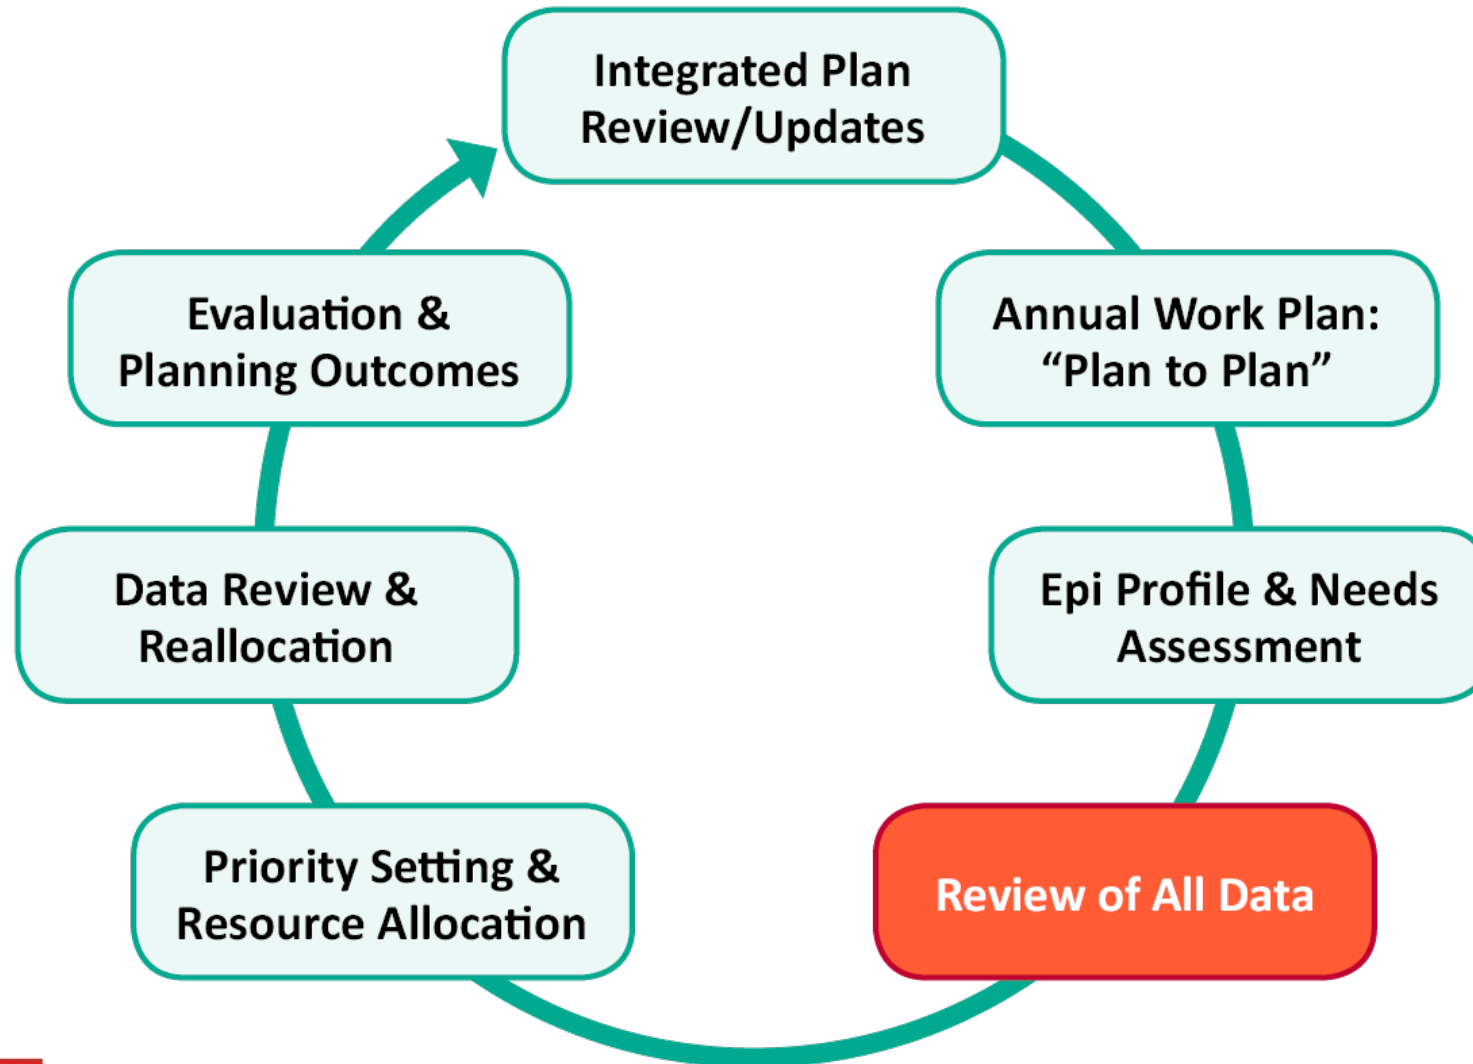 Integrated Plan
Review/Updates
Annual Work Plan:
“Plan to Plan”
Epi Profile & Needs
Assessment
Review of All Data
Priority Setting &
Resource Allocation
Data Review &
Reallocation
Evaluation &
Planning Outcomes